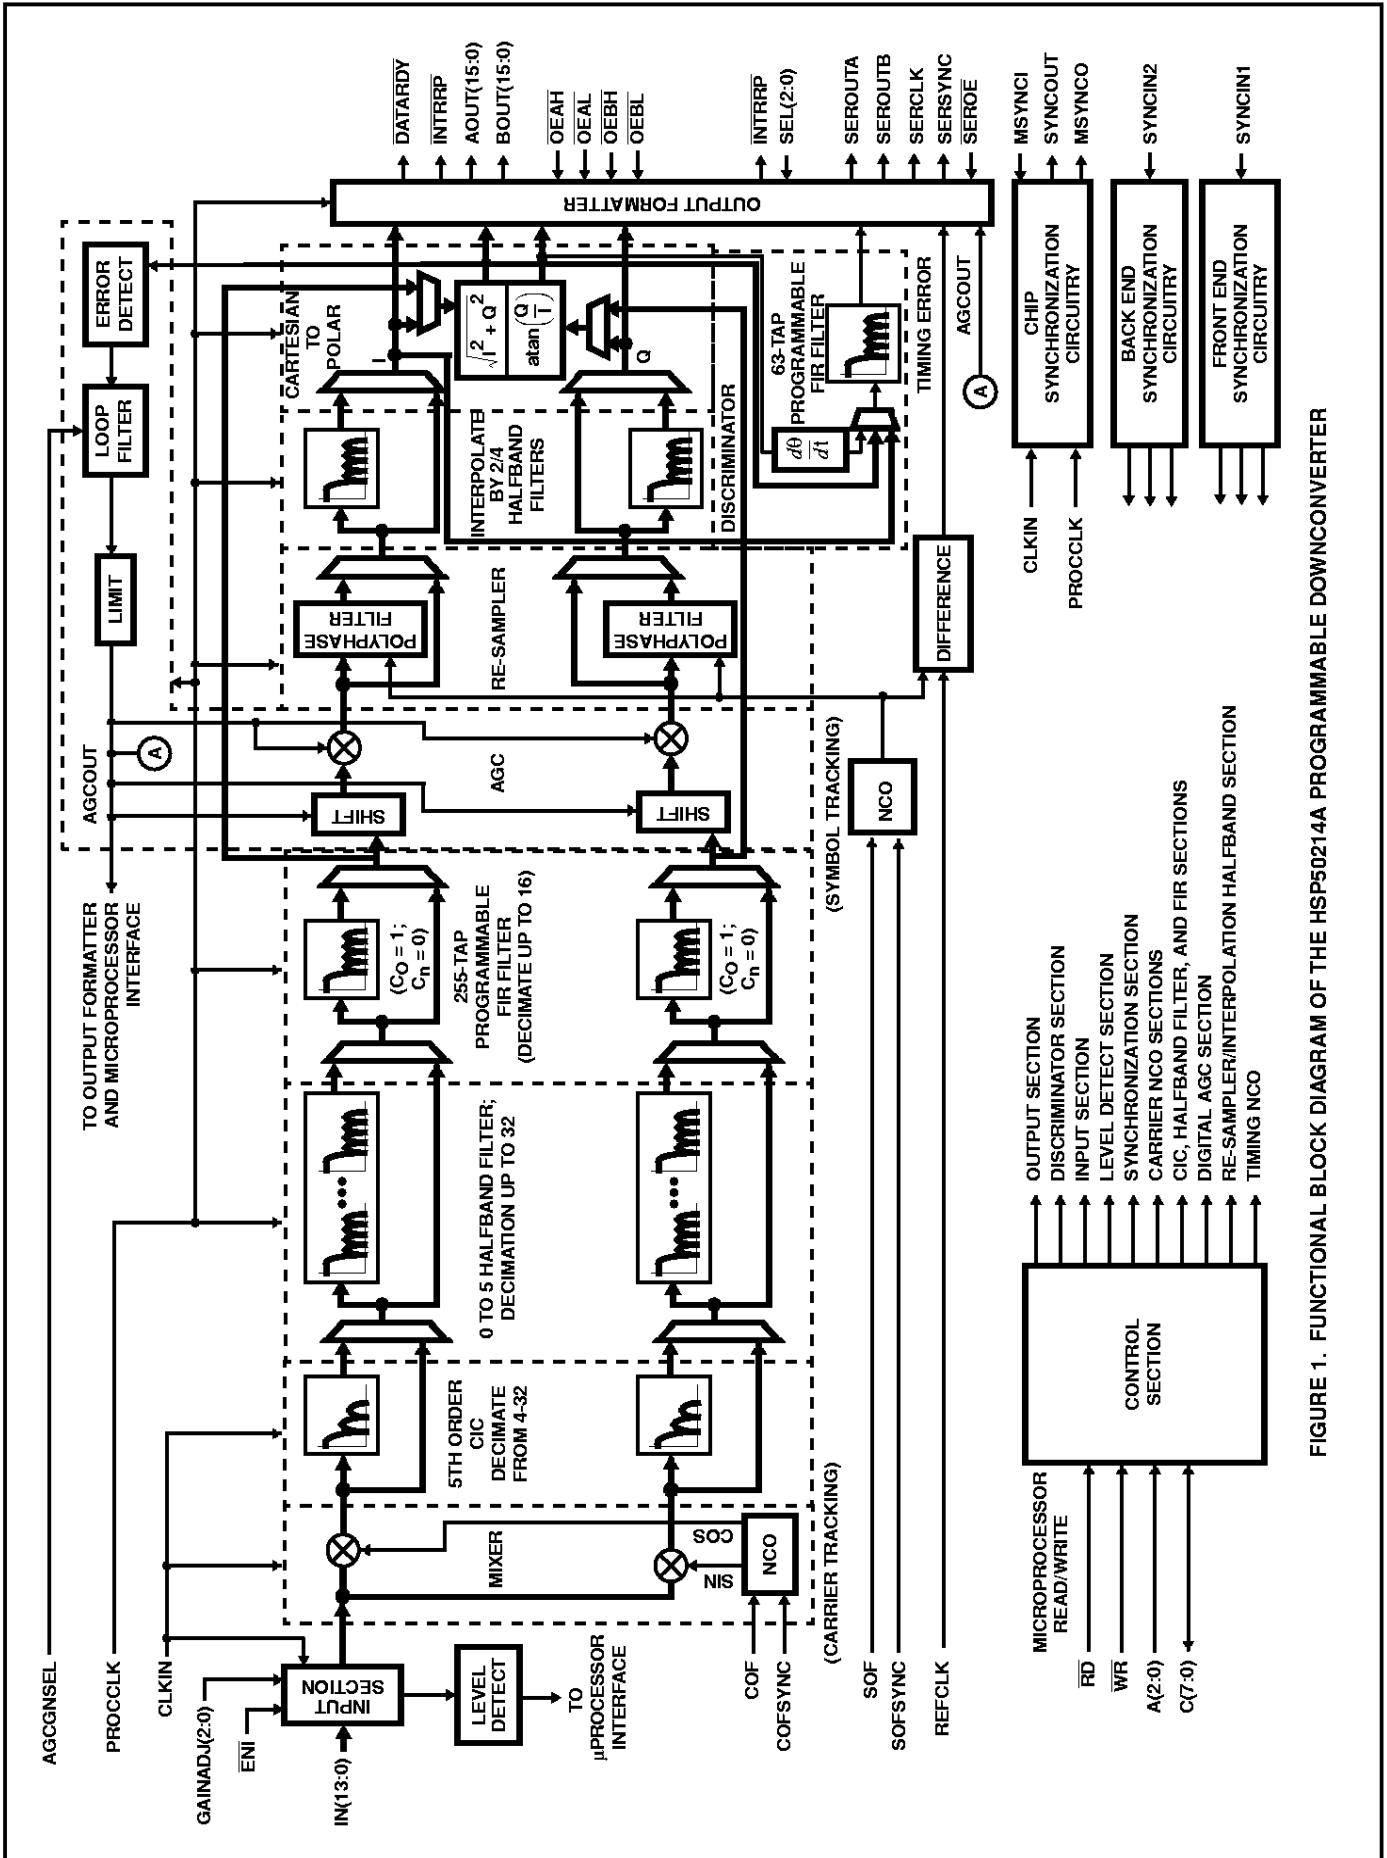 AGCGNSEL
PROCCLK
CLKIN
GAINADJ(2:0)
ENI
IN(13:0)
INPUT
SECTION
LEVEL
DETECT
TO
µPROCESSOR
INTERFACE
COF
COFSYNC
SOF
SOFSYNC
REFCLK
(CARRIER TRACKING)
MIXER
COS
SIN
NCO
5TH ORDER
CIC
DECIMATE
FROM 4-32
0 TO 5 HALFBAND FILTER;
DECIMATION UP TO 32
255-TAP
PROGRAMMABLE
FIR FILTER
(DECIMATE UP TO 16)
(C0 = 1;
Cn = 0)
(C0 = 1;
Cn = 0)
TO OUTPUT FORMATTER
AND MICROPROCESSOR
INTERFACE
AGCOUT
A
AGC
SHIFT
SHIFT
(SYMBOL TRACKING)
NCO
LIMIT
LOOP
FILTER
ERROR
DETECT
RE-SAMPLER
POLYPHASE
FILTER
POLYPHASE
FILTER
DIFFERENCE
INTERPOLATE
BY 2/4
HALFBAND
FILTERS
CARTESIAN
TO
POLAR
I
√I2 + Q2
atan(Q/I)
Q
DISCRIMINATOR
dθ
dt
63-TAP
PROGRAMMABLE
FIR FILTER
TIMING ERROR
AGCOUT
A
OUTPUT FORMATTER
DATARDY
INTRRP
AOUT(15:0)
BOUT(15:0)
OEAH
OEAL
OEBH
OEBL
INTRRP
SEL(2:0)
SEROUTA
SEROUTB
SERCLK
SERSYNC
SEROE
MICROPROCESSOR
READ/WRITE
RD
WR
A(2:0)
C(7:0)
CONTROL
SECTION
OUTPUT SECTION
DISCRIMINATOR SECTION
INPUT SECTION
LEVEL DETECT SECTION
SYNCHRONIZATION SECTION
CARRIER NCO SECTIONS
CIC, HALFBAND FILTER, AND FIR SECTIONS
DIGITAL AGC SECTION
RE-SAMPLER/INTERPOLATION HALFBAND SECTION
TIMING NCO
CLKIN
PROCCLK
CHIP
SYNCHRONIZATION
CIRCUITRY
MSYNCI
SYNCOUT
MSYNCO
BACK END
SYNCHRONIZATION
CIRCUITRY
SYNCIN2
FRONT END
SYNCHRONIZATION
CIRCUITRY
SYNCIN1
FIGURE 1. FUNCTIONAL BLOCK DIAGRAM OF THE HSP50214A PROGRAMMABLE DOWNCONVERTER